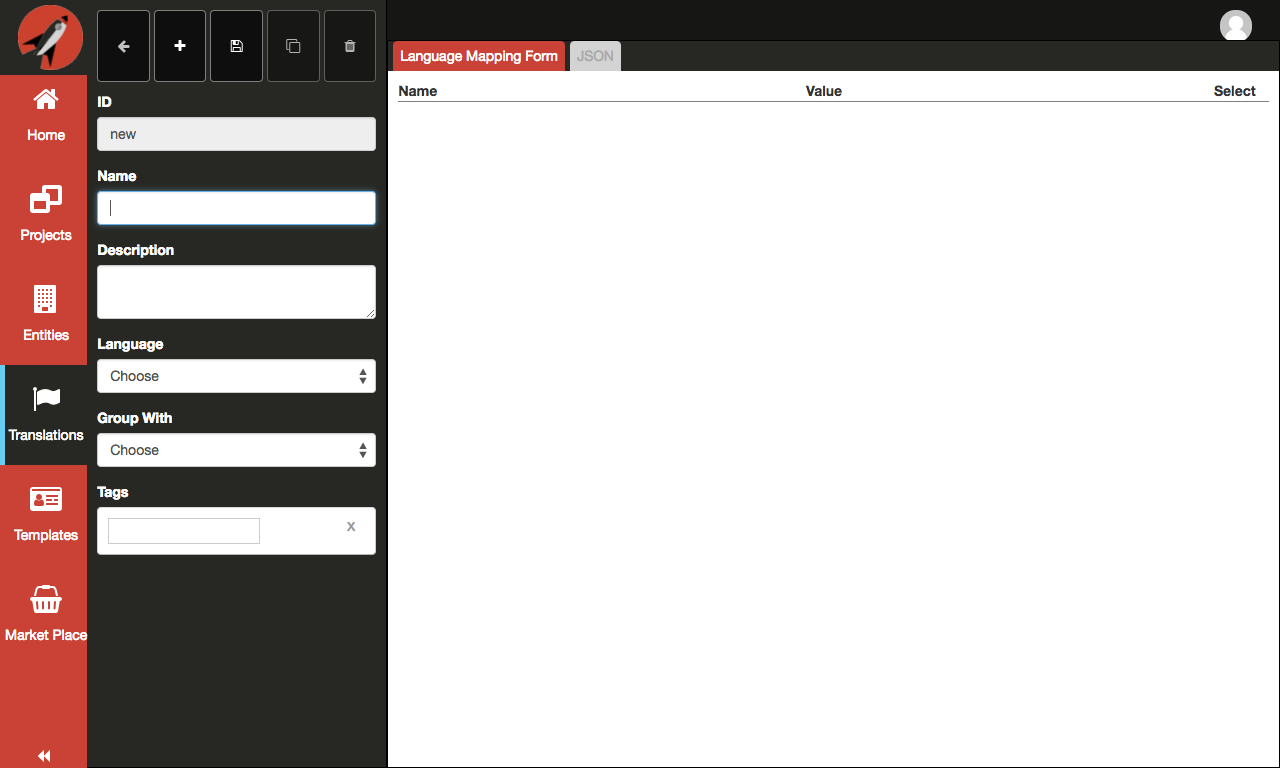 Home
Projects
Entities
Translations
Templates
Market Place
ID
new
Name
Description
Language
Choose
Group With
Choose
Tags
x
Language Mapping Form JSON
Name Value Select